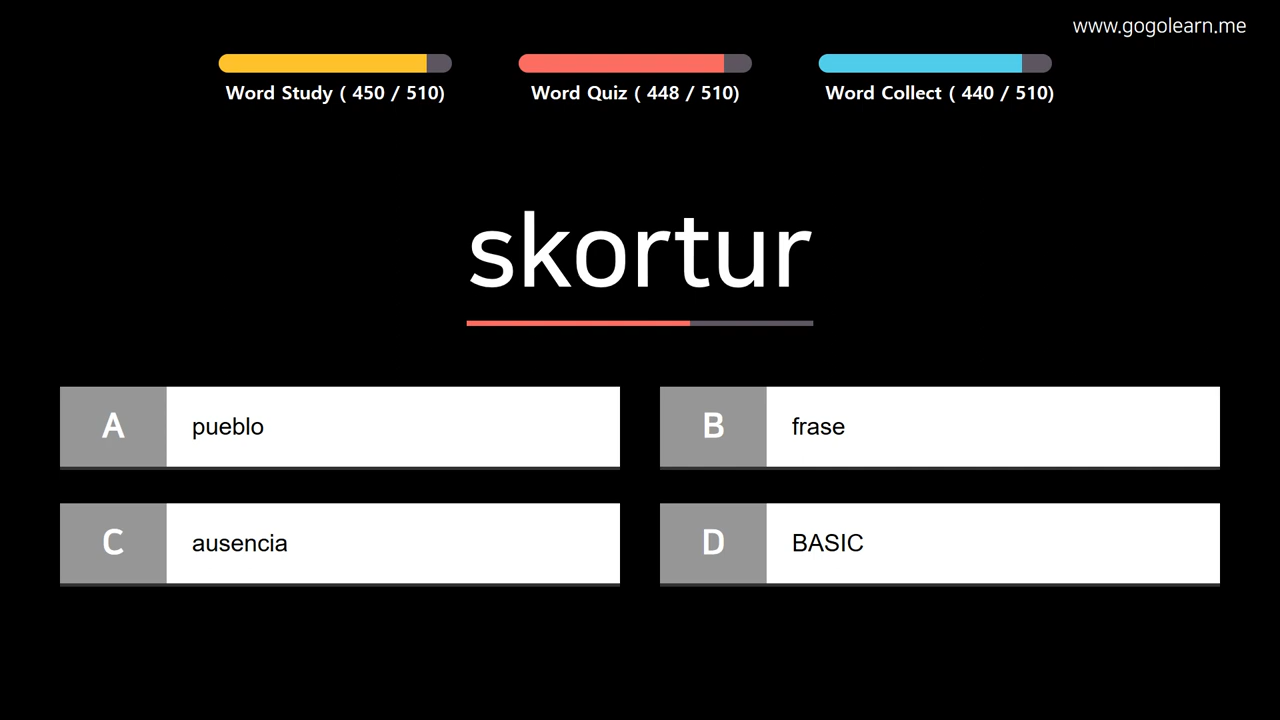 www.gogolearn.me
Word Study ( 450 / 510)
Word Quiz ( 448 / 510)
Word Collect ( 440 / 510)
skortur
A pueblo
B frase
C ausencia
D BASIC